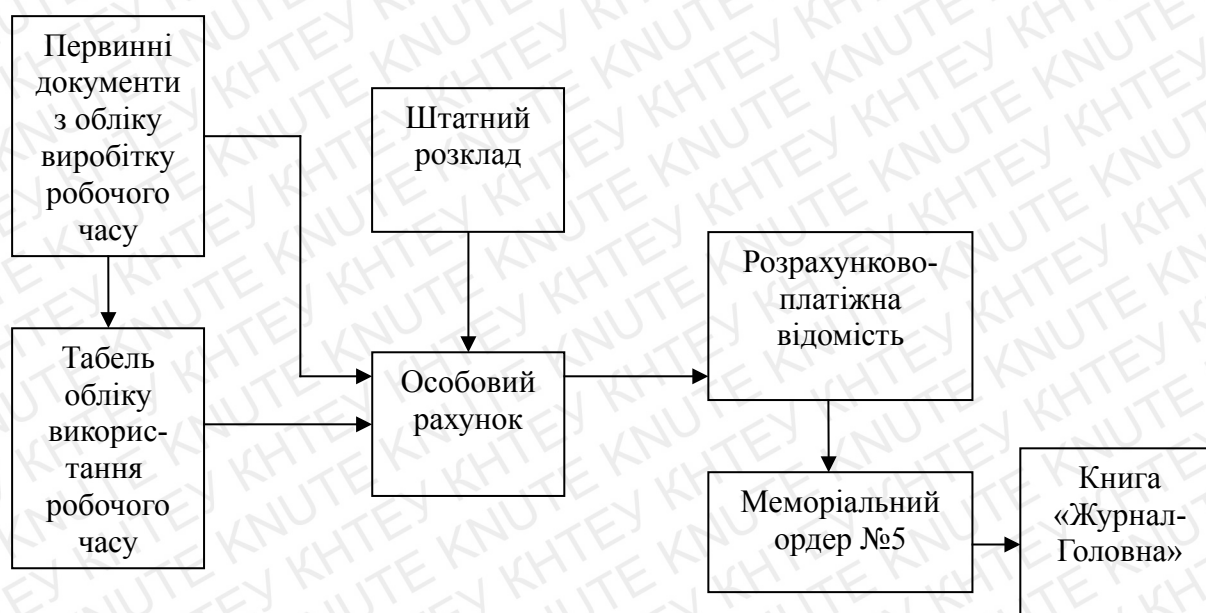 Первинні
документи
з обліку
виробітку
робочого
часу
Штатний
розклад
Розрахунково-
платіжна
відомість
Табель
обліку
викорис-
тання
робочого
часу
Особовий
рахунок
Меморіальний
ордер №5
Книга
«Журнал-
Головна»